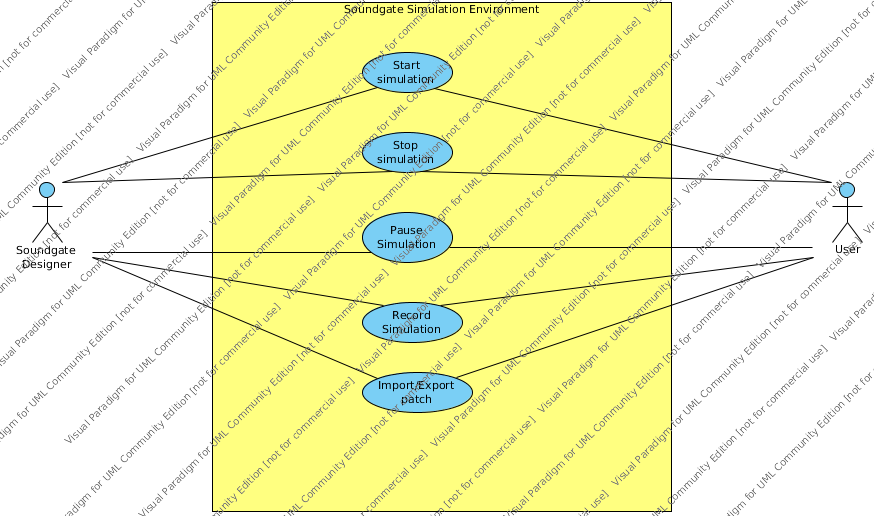 Soundgate Simulation Environment
Start
simulation
Stop
simulation
Pause
Simulation
Record
Simulation
Import/Export
patch
Soundgate
Designer
User
Visual Paradigm for UML Community Edition [not for commercial use]